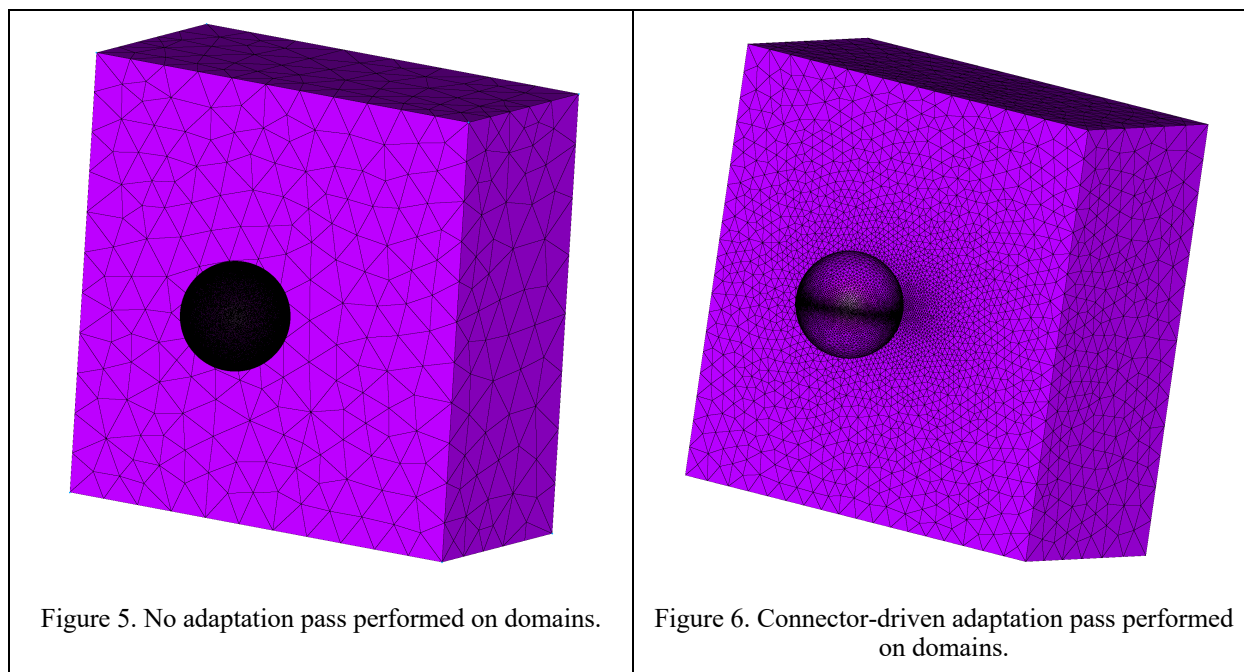 Figure 5. No adaptation pass performed on domains.
Figure 6. Connector-driven adaptation pass performed
on domains.